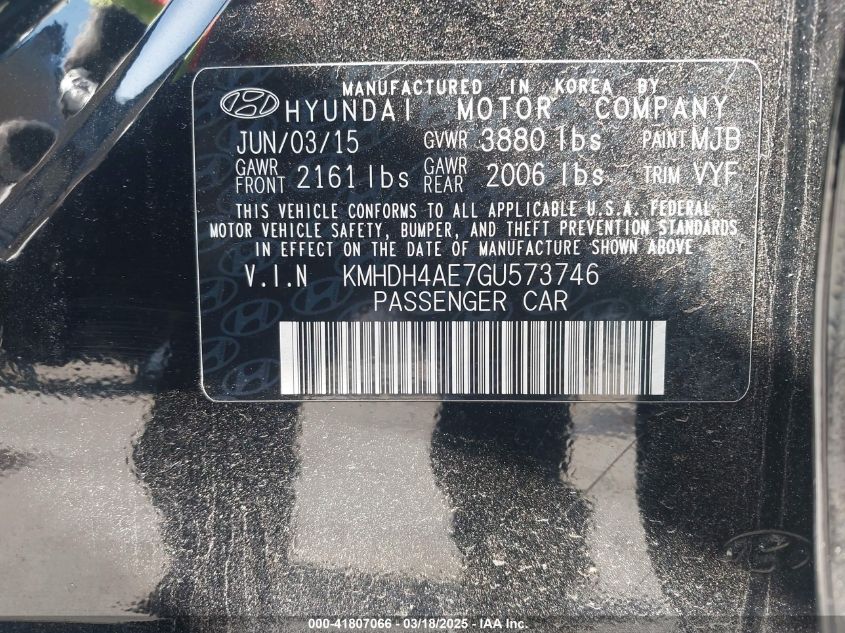 MANUFACTURED IN KOREA BY
HYUNDAI MOTOR COMPANY
JUN/03/15 GVWR 3880 lbs PAINT MJB
GAWR FRONT 2161 lbs GAWR REAR 2006 lbs TRIM VYF
THIS VEHICLE CONFORMS TO ALL APPLICABLE U.S.A. FEDERAL
MOTOR VEHICLE SAFETY, BUMPER, AND THEFT PREVENTION STANDARDS
IN EFFECT ON THE DATE OF MANUFACTURE SHOWN ABOVE.
V.I.N KMHDH4AE7GU573746
PASSENGER CAR
000-41807066 - 03/18/2025 - IAA Inc.